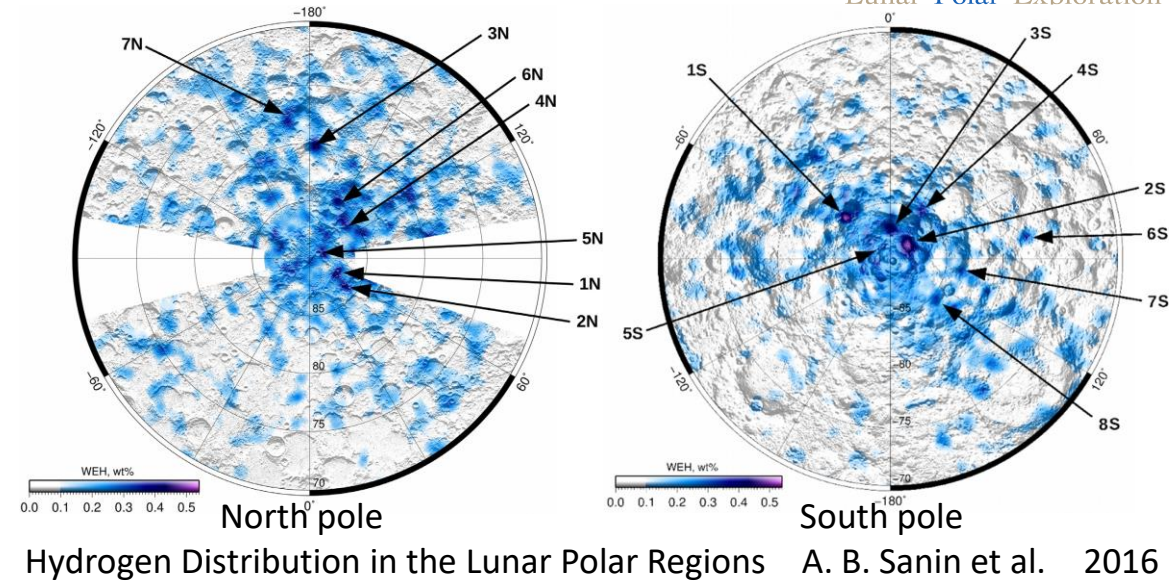 Lunar Polar Exploration
-180°
0°
7N
3N
6N
4N
5N
1N
2N
-120°
120°
-60°
60°
85
80
75
70
0°
WEH, wt%
0.0 0.1 0.2 0.3 0.4 0.5
1S
3S
4S
2S
6S
7S
5S
8S
-60°
60°
-120°
120°
-85
-80
-75
-70
-180°
WEH, wt%
0.0 0.1 0.2 0.3 0.4 0.5
North pole
South pole
Hydrogen Distribution in the Lunar Polar Regions A. B. Sanin et al. 2016